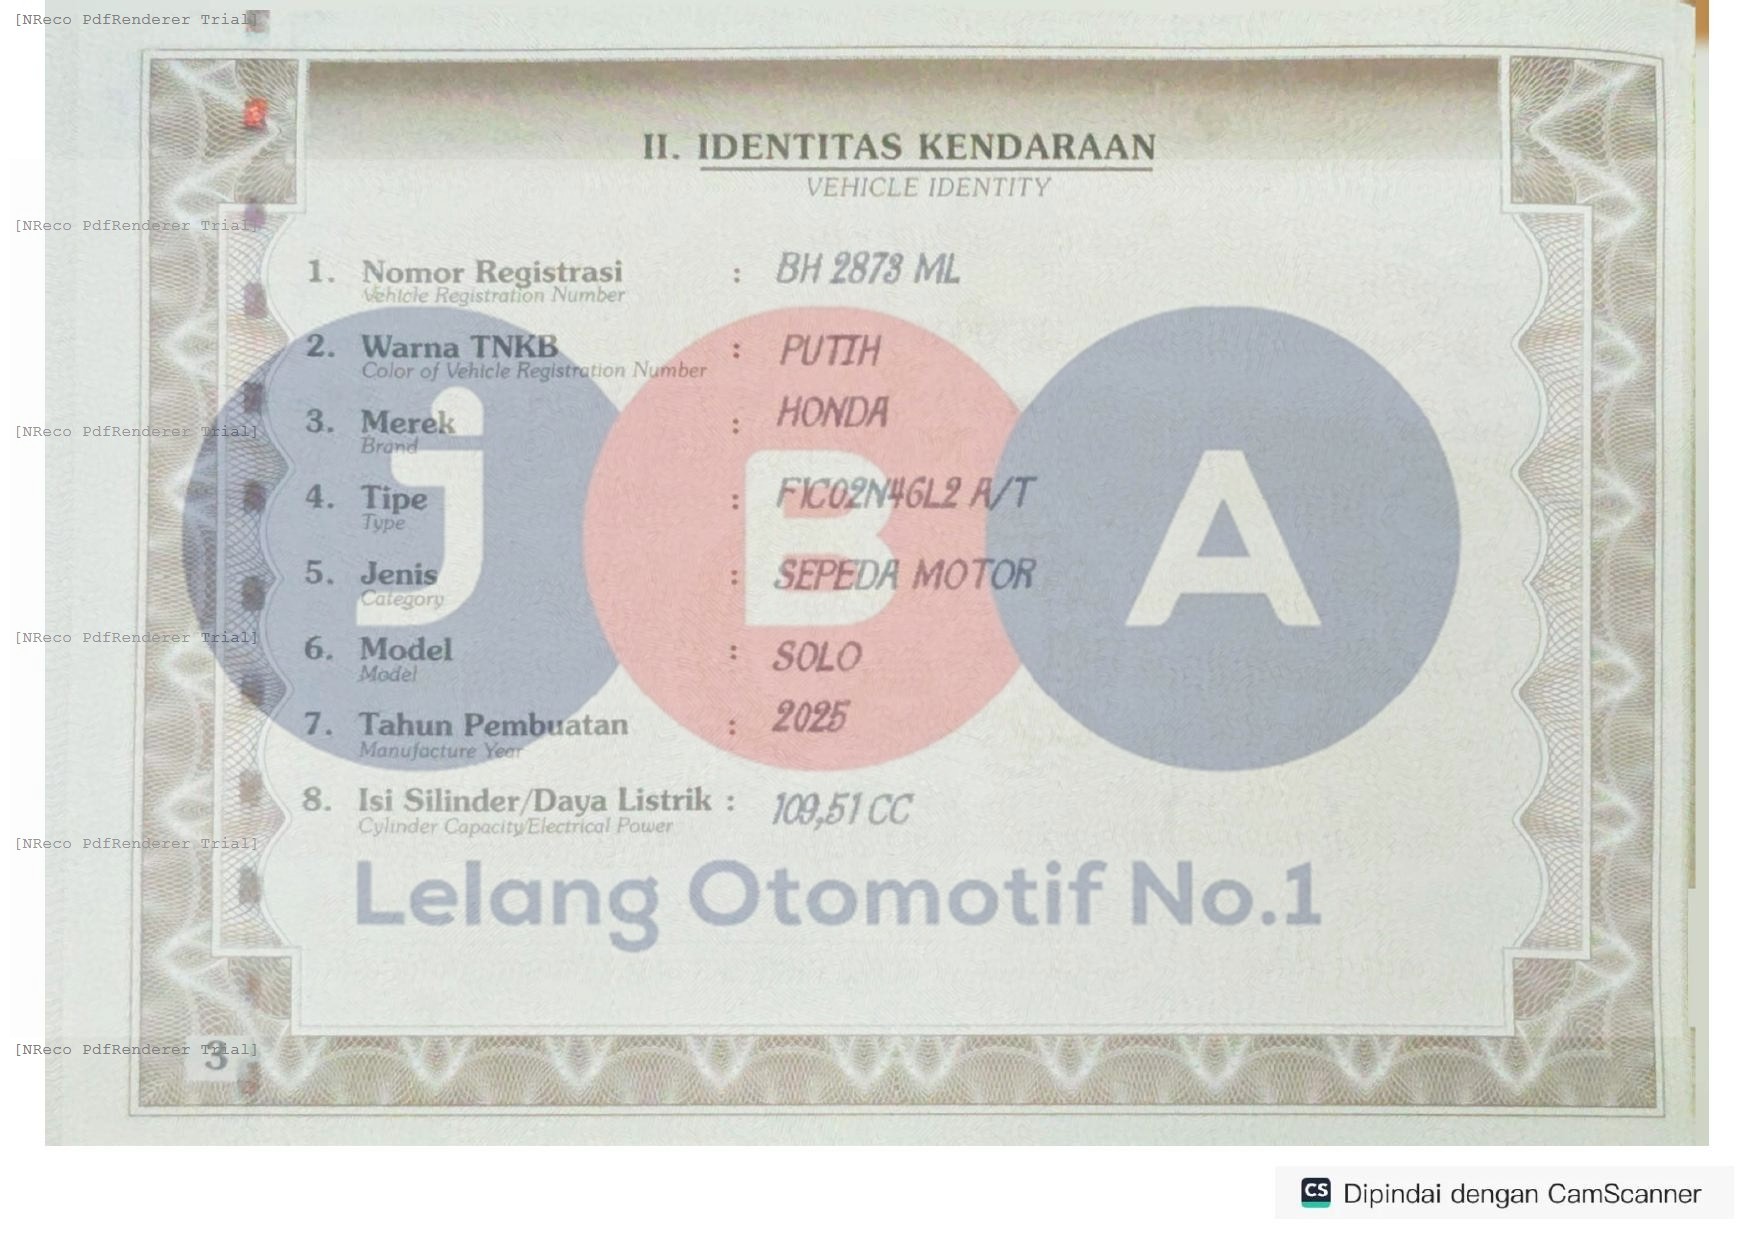 [NReco PdfRenderer Trial]
II. IDENTITAS KENDARAAN
VEHICLE IDENTITY
[NReco PdfRenderer Trial]
1. Nomor Registrasi : BH 2873 ML
Vehicle Registration Number
2. Warna TNKB : PUTIH
Color of Vehicle Registration Number
3. Merek : HONDA
[NReco PdfRenderer Trial]
Brand
4. Tipe : F1C02N46L2 A/T
Type
5. Jenis : SEPEDA MOTOR
Category
jBA
[NReco PdfRenderer Trial]
6. Model : SOLO
Model
7. Tahun Pembuatan : 2025
Manufacture Year
8. Isi Silinder/Daya Listrik : 109,51 CC
Cylinder Capacity/Electrical Power
[NReco PdfRenderer Trial]
Lelang Otomotif No.1
[NReco PdfRenderer Trial]
3
CS Dipindai dengan CamScanner